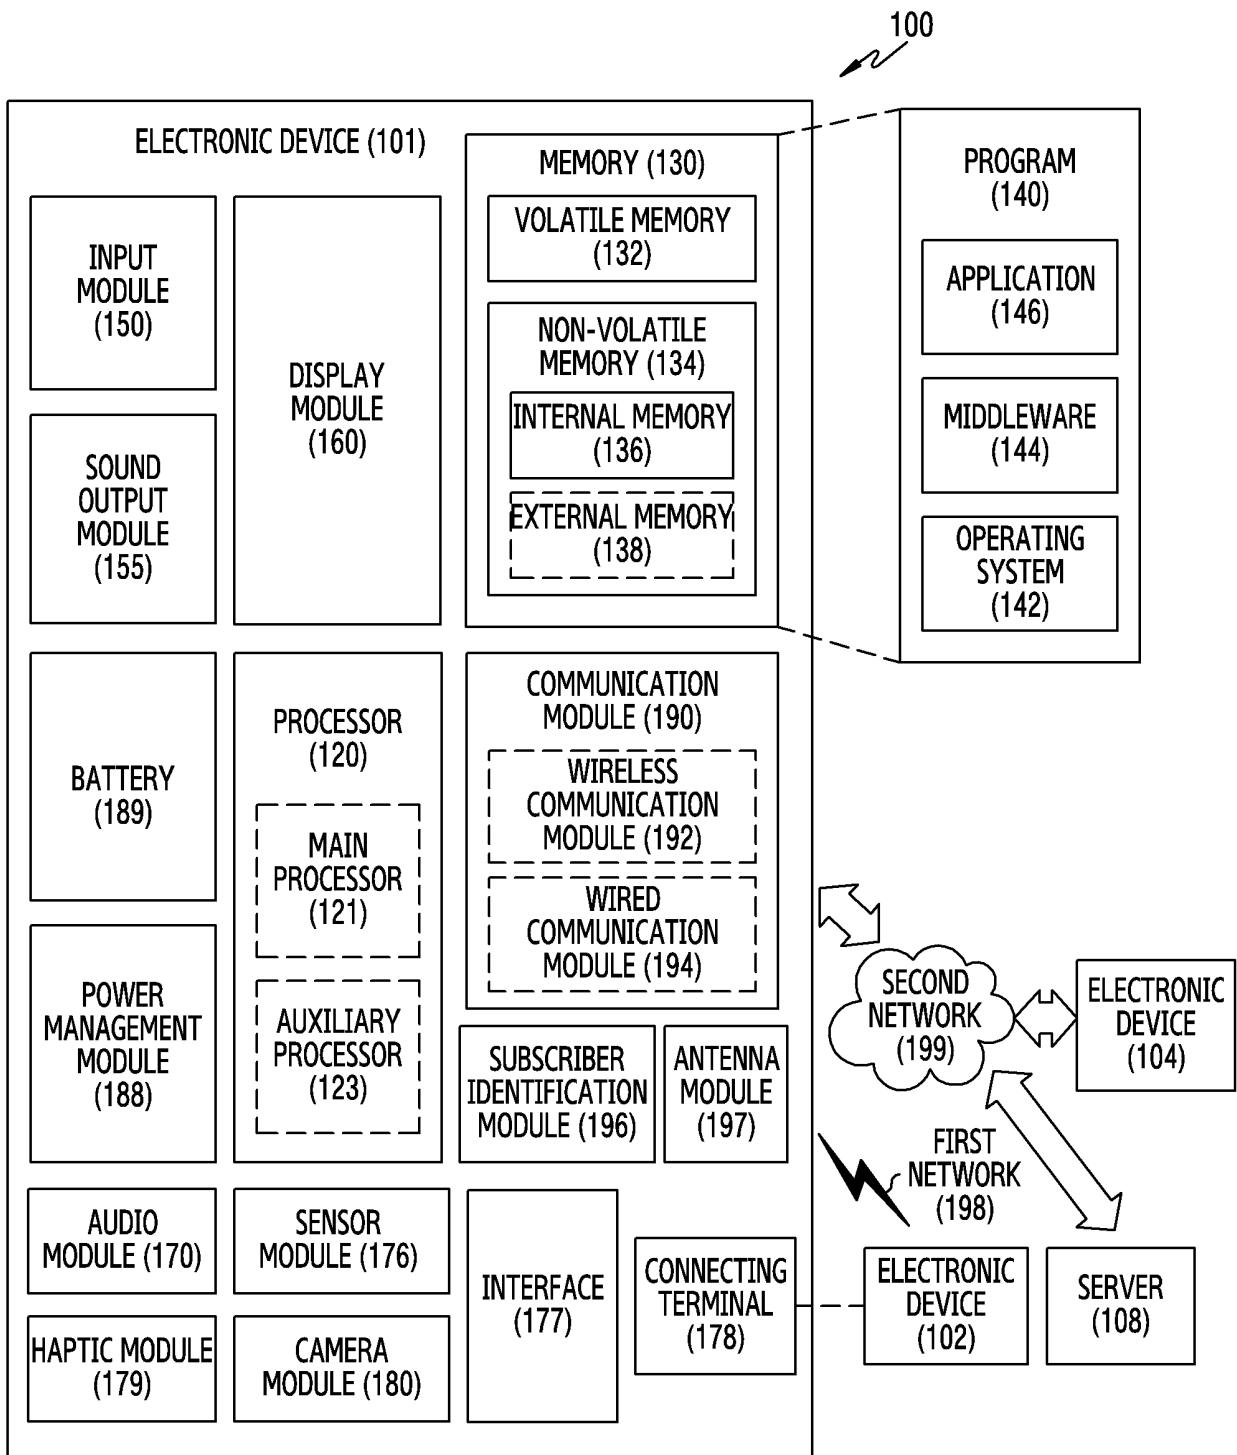 100
ELECTRONIC DEVICE (101)
INPUT
MODULE
(150)
SOUND
OUTPUT
MODULE
(155)
DISPLAY
MODULE
(160)
MEMORY (130)
VOLATILE MEMORY
(132)
NON-VOLATILE
MEMORY (134)
INTERNAL MEMORY
(136)
EXTERNAL MEMORY
(138)
PROGRAM
(140)
APPLICATION
(146)
MIDDLEWARE
(144)
OPERATING
SYSTEM
(142)
BATTERY
(189)
POWER
MANAGEMENT
MODULE
(188)
PROCESSOR
(120)
MAIN
PROCESSOR
(121)
AUXILIARY
PROCESSOR
(123)
COMMUNICATION
MODULE (190)
WIRELESS
COMMUNICATION
MODULE (192)
WIRED
COMMUNICATION
MODULE (194)
SUBSCRIBER
IDENTIFICATION
MODULE (196)
ANTENNA
MODULE
(197)
SECOND
NETWORK
(199)
ELECTRONIC
DEVICE
(104)
FIRST
NETWORK
(198)
AUDIO
MODULE (170)
SENSOR
MODULE (176)
HAPTIC MODULE
(179)
CAMERA
MODULE (180)
INTERFACE
(177)
CONNECTING
TERMINAL
(178)
ELECTRONIC
DEVICE
(102)
SERVER
(108)